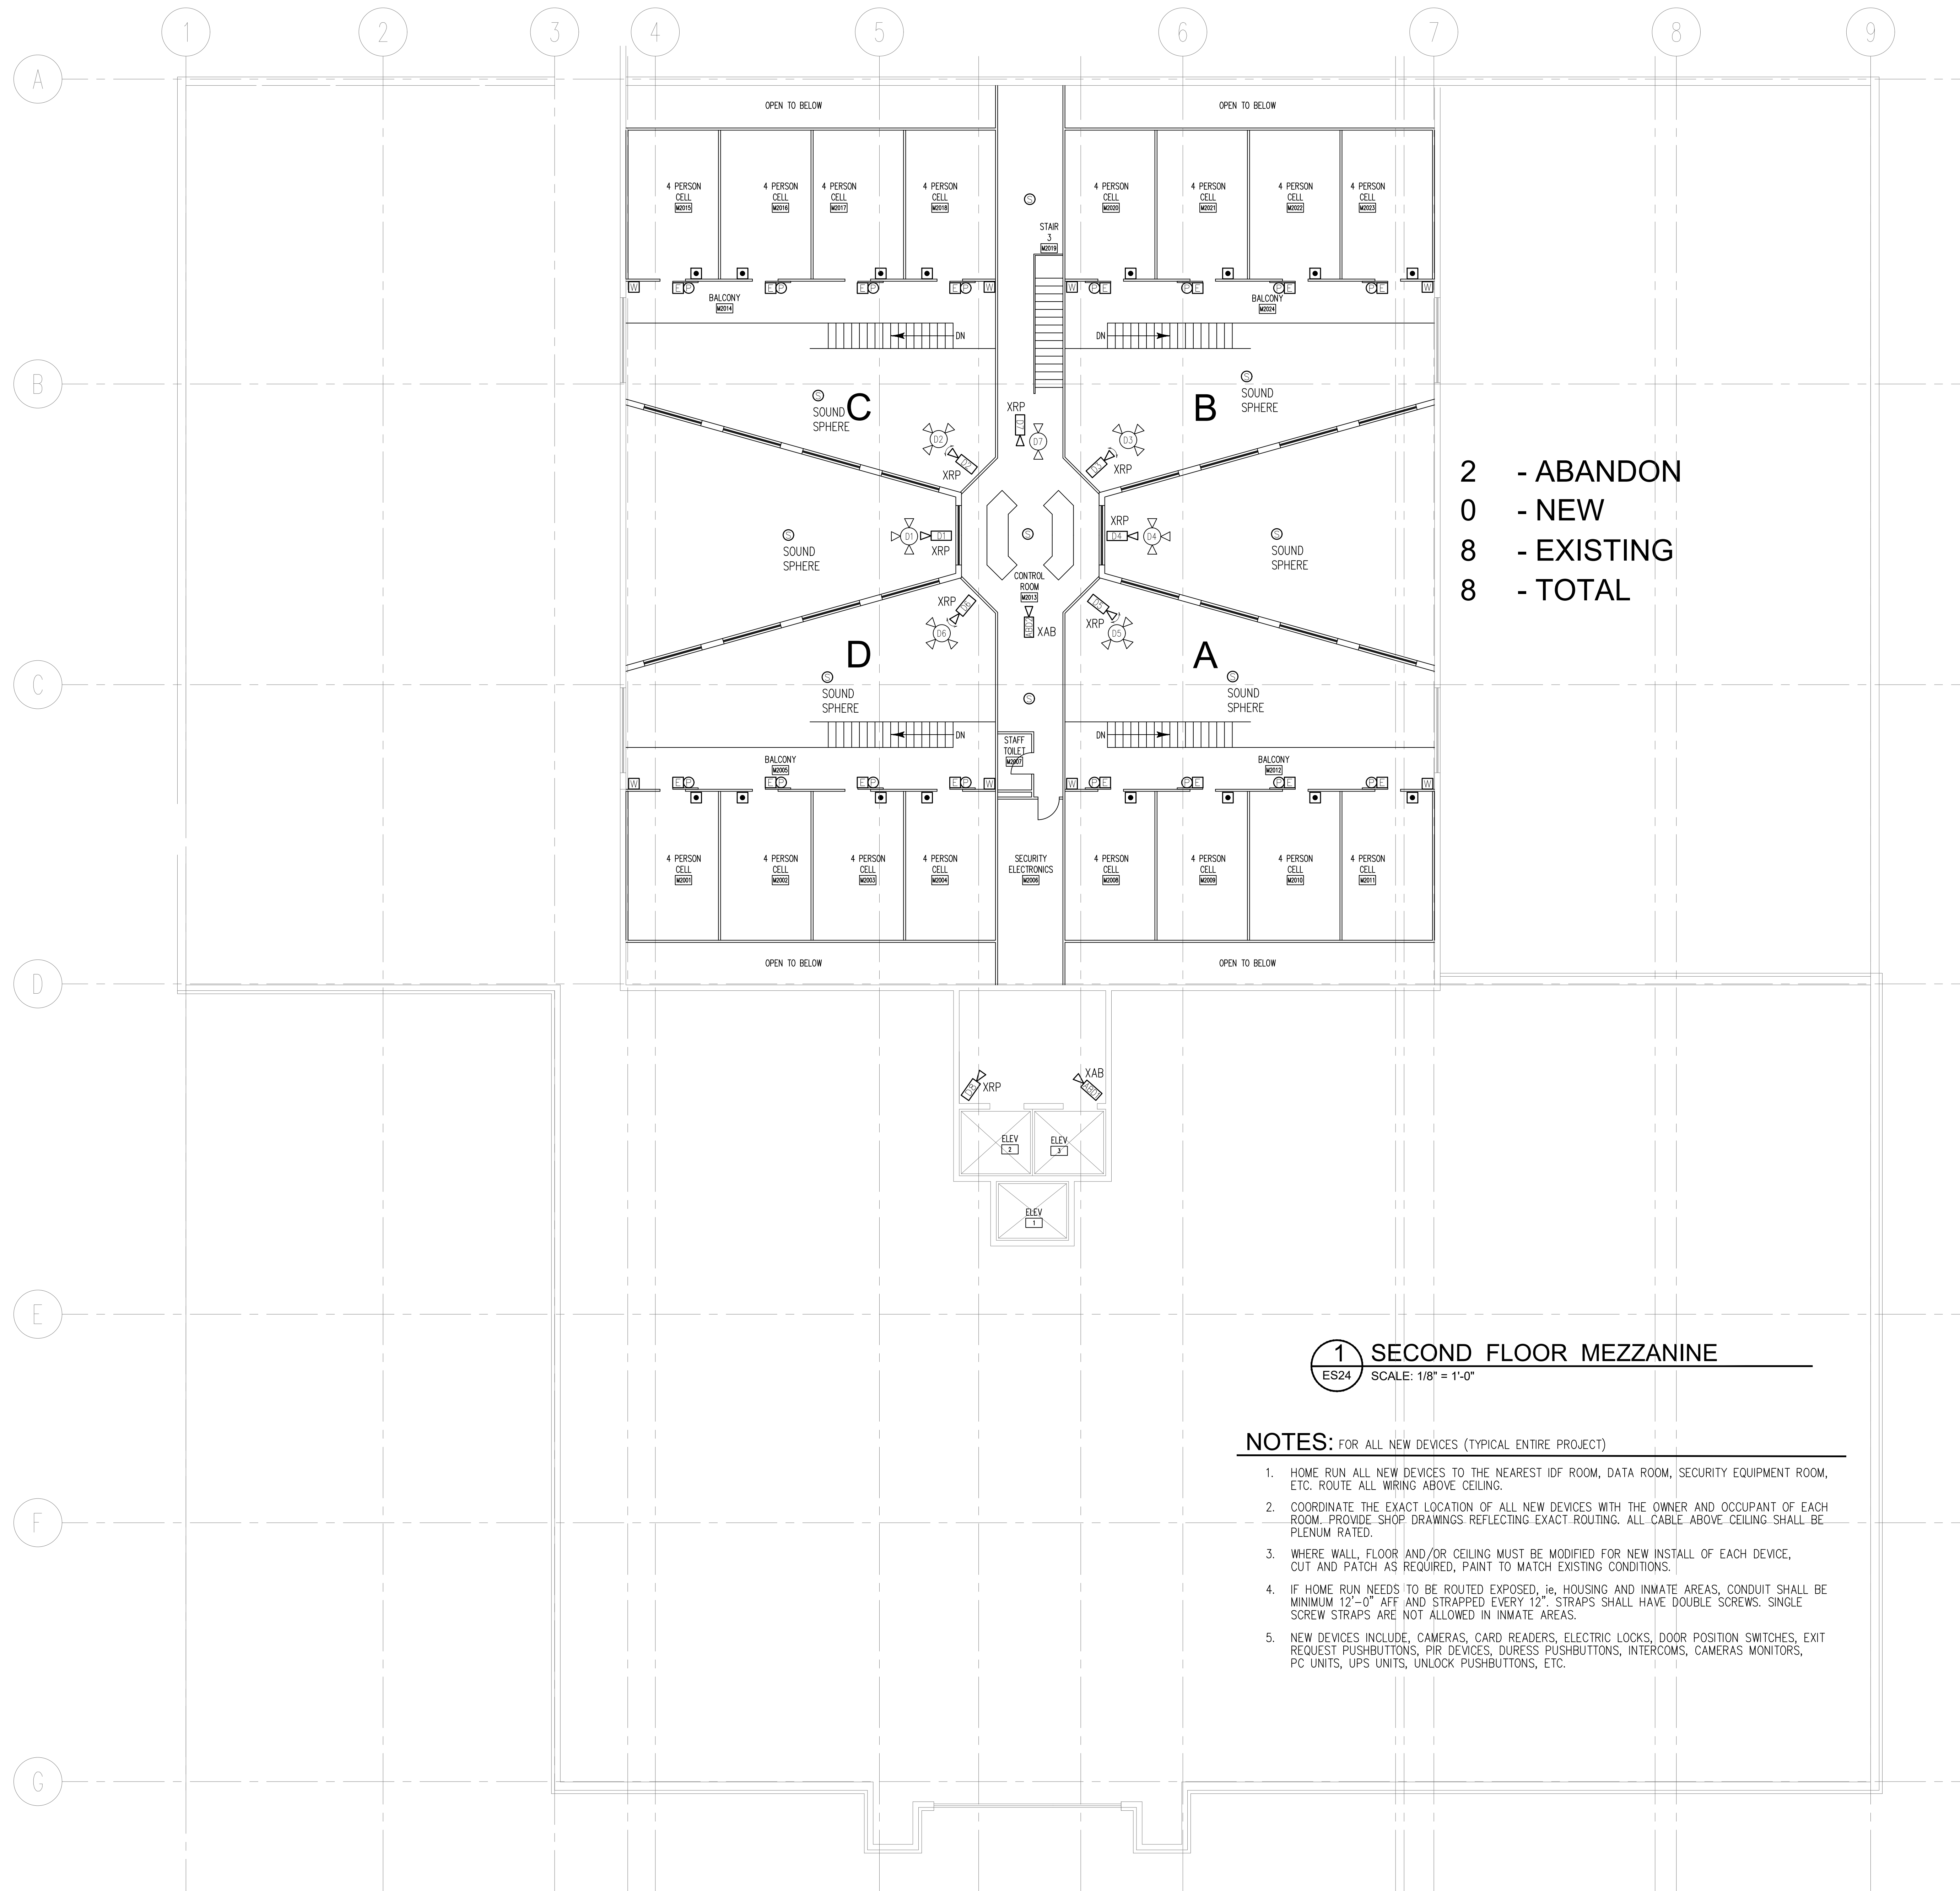 1 2 3 4 5 6 7 8 9
A
OPEN TO BELOW OPEN TO BELOW
4 PERSON 4 PERSON 4 PERSON 4 PERSON 4 PERSON 4 PERSON 4 PERSON 4 PERSON
CELL CELL CELL CELL CELL CELL CELL CELL
M2015 M2016 M2017 M2018 M2020 M2021 M2022 M2023
S
STAIR
3
M2019
W E P E P E P E P W W P E P E P E P E W
BALCONY BALCONY
M2014 M2024
DN DN
B
S S
SOUND SOUND
SPHERE SPHERE
C B
XRP
D7 D7
D2 D2 XRP
D3 D3 XRP
2 - ABANDON
0 - NEW
8 - EXISTING
8 - TOTAL
S S S
SOUND SOUND
SPHERE SPHERE
D1 D1 XRP
XRP D4 D4
CONTROL
ROOM
M2013
XRP D6 D6
XRP D5 D5
XAB
D A
C
S S S
SOUND SOUND
SPHERE SPHERE
DN DN
STAFF
TOILET
M2007
BALCONY BALCONY
M2005 M2012
W E P E P E P E P W W P E P E P E P E W
4 PERSON 4 PERSON 4 PERSON 4 PERSON SECURITY 4 PERSON 4 PERSON 4 PERSON 4 PERSON
CELL CELL CELL CELL ELECTRONICS CELL CELL CELL CELL
M2001 M2002 M2003 M2004 M2006 M2008 M2009 M2010 M2011
OPEN TO BELOW OPEN TO BELOW
D
D8 XRP XAB
ELEV ELEV
2 3
ELEV
1
E
1 SECOND FLOOR MEZZANINE
ES24 SCALE: 1/8" = 1'-0"
NOTES: FOR ALL NEW DEVICES (TYPICAL ENTIRE PROJECT)
1. HOME RUN ALL NEW DEVICES TO THE NEAREST IDF ROOM, DATA ROOM, SECURITY EQUIPMENT ROOM,
ETC. ROUTE ALL WIRING ABOVE CEILING.
2. COORDINATE THE EXACT LOCATION OF ALL NEW DEVICES WITH THE OWNER AND OCCUPANT OF EACH
ROOM. PROVIDE SHOP DRAWINGS REFLECTING EXACT ROUTING. ALL CABLE ABOVE CEILING SHALL BE
PLENUM RATED.
F
3. WHERE WALL, FLOOR AND/OR CEILING MUST BE MODIFIED FOR NEW INSTALL OF EACH DEVICE,
CUT AND PATCH AS REQUIRED, PAINT TO MATCH EXISTING CONDITIONS.
4. IF HOME RUN NEEDS TO BE ROUTED EXPOSED, ie, HOUSING AND INMATE AREAS, CONDUIT SHALL BE
MINIMUM 12'-0" AFF AND STRAPPED EVERY 12". STRAPS SHALL HAVE DOUBLE SCREWS. SINGLE
SCREW STRAPS ARE NOT ALLOWED IN INMATE AREAS.
5. NEW DEVICES INCLUDE, CAMERAS, CARD READERS, ELECTRIC LOCKS, DOOR POSITION SWITCHES, EXIT
REQUEST PUSHBUTTONS, PIR DEVICES, DURESS PUSHBUTTONS, INTERCOMS, CAMERAS MONITORS,
PC UNITS, UPS UNITS, UNLOCK PUSHBUTTONS, ETC.
G